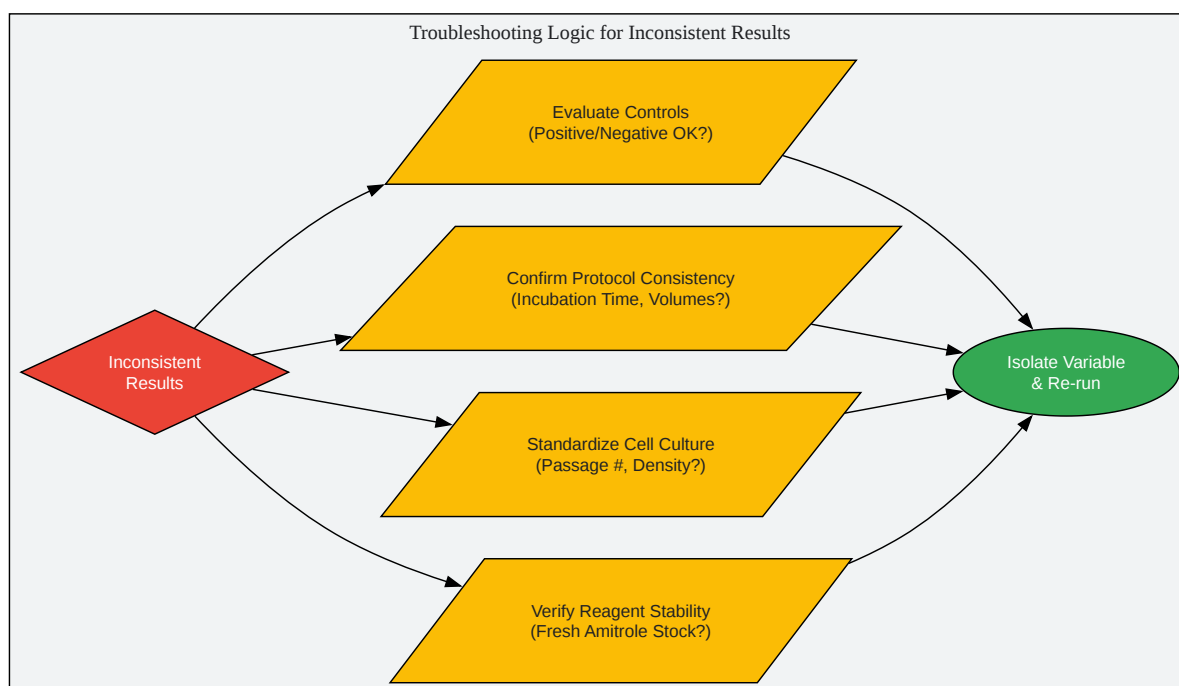 Troubleshooting Logic for Inconsistent Results
Evaluate Controls
(Positive/Negative OK?)
Confirm Protocol Consistency
(Incubation Time, Volumes?)
Inconsistent
Results
Isolate Variable
& Re-run
Standardize Cell Culture
(Passage #, Density?)
Verify Reagent Stability
(Fresh Amitrole Stock?)